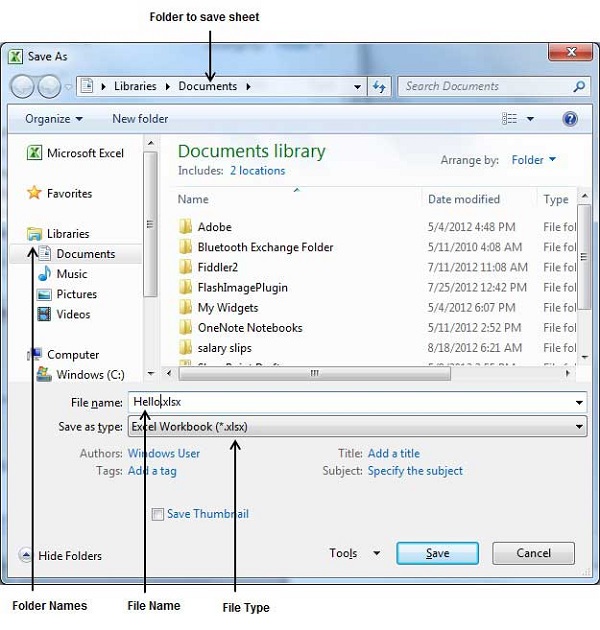 Folder to save sheet
Save As
Libraries Documents Search Documents
Organize New folder
Microsoft Excel
Favorites
Libraries
Documents
Music
Pictures
Videos
Computer
Windows (C:)
Documents library
Includes: 2 locations
Arrange by: Folder
Name Date modified Type
Adobe 5/4/2012 4:48 PM File fol
Bluetooth Exchange Folder 5/11/2010 4:08 AM File fol
Fiddler2 7/11/2012 11:08 AM File fol
FlashImagePlugin 7/25/2012 12:42 PM File fol
My Widgets 5/4/2012 6:07 PM File fol
OneNote Notebooks 5/11/2012 2:52 PM File fol
salary slips 8/18/2012 6:21 AM File fol
File name: Hello.xlsx
Save as type: Excel Workbook (*.xlsx)
Authors: Windows User Title: Add a title
Tags: Add a tag Subject: Specify the subject
Save Thumbnail
Hide Folders Tools Save Cancel
Folder Names File Name File Type